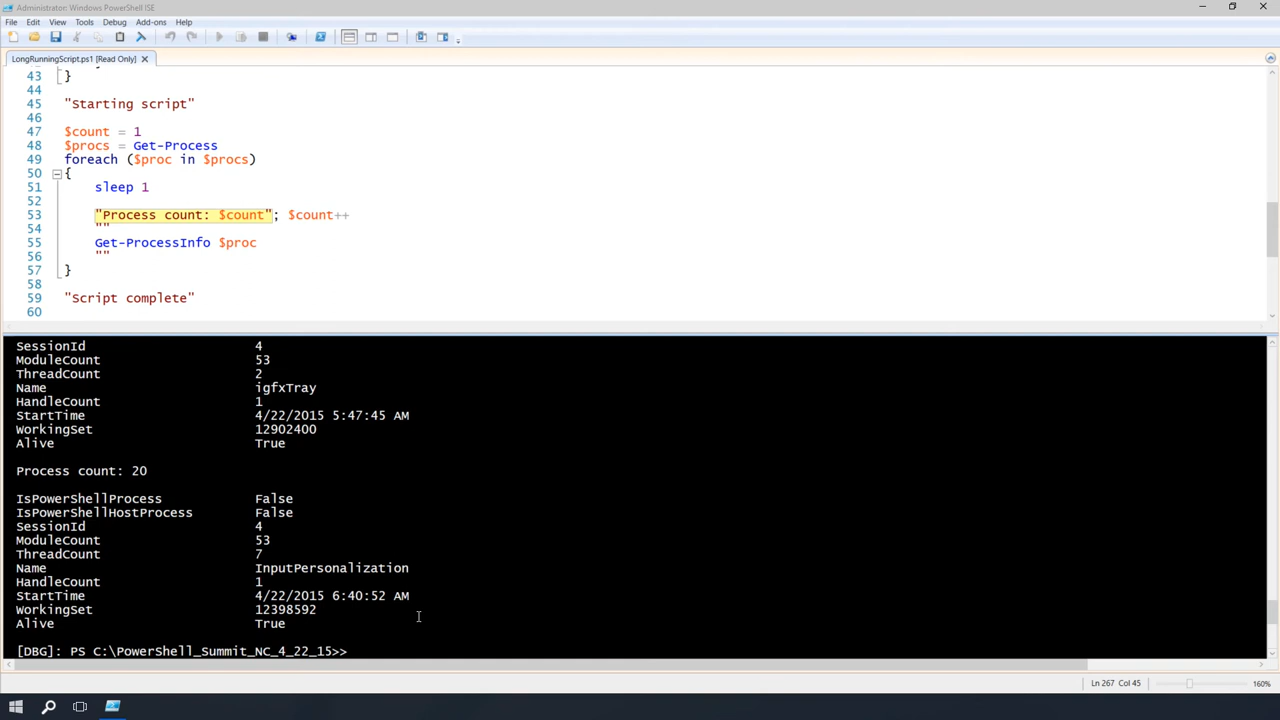 Administrator: Windows PowerShell ISE
File Edit View Tools Debug Add-ons Help
LongRunningScript.ps1 [Read Only]
43 }
44
45 "Starting script"
46
47 $count = 1
48 $procs = Get-Process
49 foreach ($proc in $procs)
50 {
51 sleep 1
52
53 "Process count: $count"; $count++
54 ""
55 Get-ProcessInfo $proc
56 ""
57 }
58
59 "Script complete"
60
SessionId 4
ModuleCount 53
ThreadCount 2
Name igfxTray
HandleCount 1
StartTime 4/22/2015 5:47:45 AM
WorkingSet 12902400
Alive True
Process count: 20
IsPowerShellProcess False
IsPowerShellHostProcess False
SessionId 4
ModuleCount 53
ThreadCount 7
Name InputPersonalization
HandleCount 1
StartTime 4/22/2015 6:40:52 AM
WorkingSet 12398592
Alive True
[DBG]: PS C:\PowerShell_Summit_NC_4_22_15>>
Ln 267 Col 45 160%